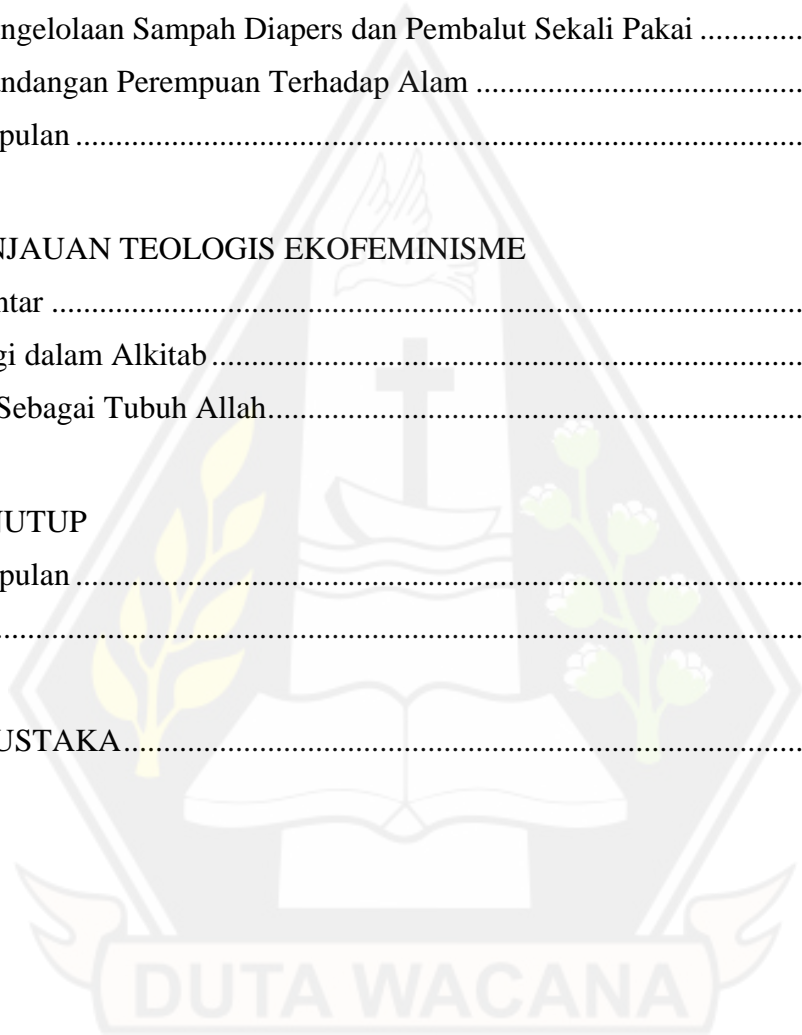 ngelolaan Sampah Diapers dan Pembalut Sekali Pakai .............
ndangan Perempuan Terhadap Alam .........................................
pulan ...........................................................................................
NJAUAN TEOLOGIS EKOFEMINISME
ntar ..............................................................................................
gi dalam Alkitab ..........................................................................
Sebagai Tubuh Allah...................................................................
NUTUP
pulan ...........................................................................................
.....................................................................................................
USTAKA.....................................................................................
DUTA WACANA